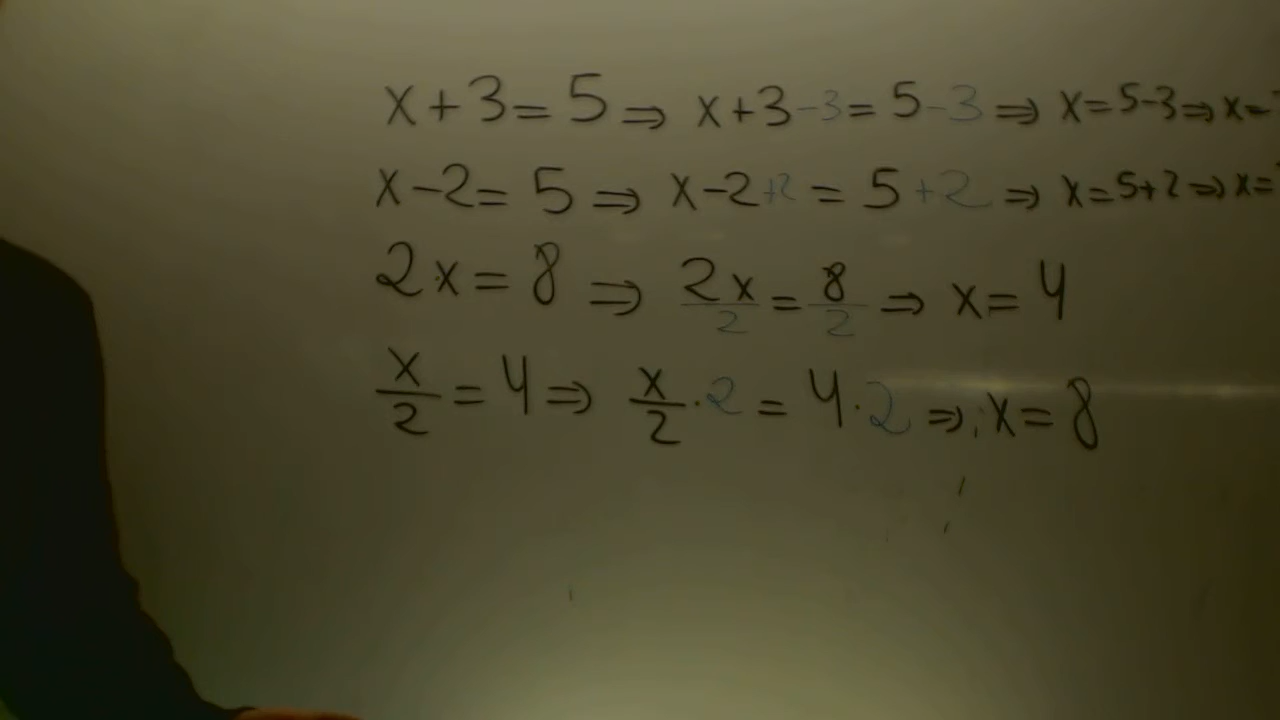 x+3=5 ⇒ x+3-3=5-3 ⇒ x=5-3 ⇒ x=
x-2=5 ⇒ x-2+2=5+2 ⇒ x=5+2 ⇒ x=
2x=8 ⇒ 2x/2=8/2 ⇒ x=4
x/2=4 ⇒ x/2·2=4·2 ⇒ x=8